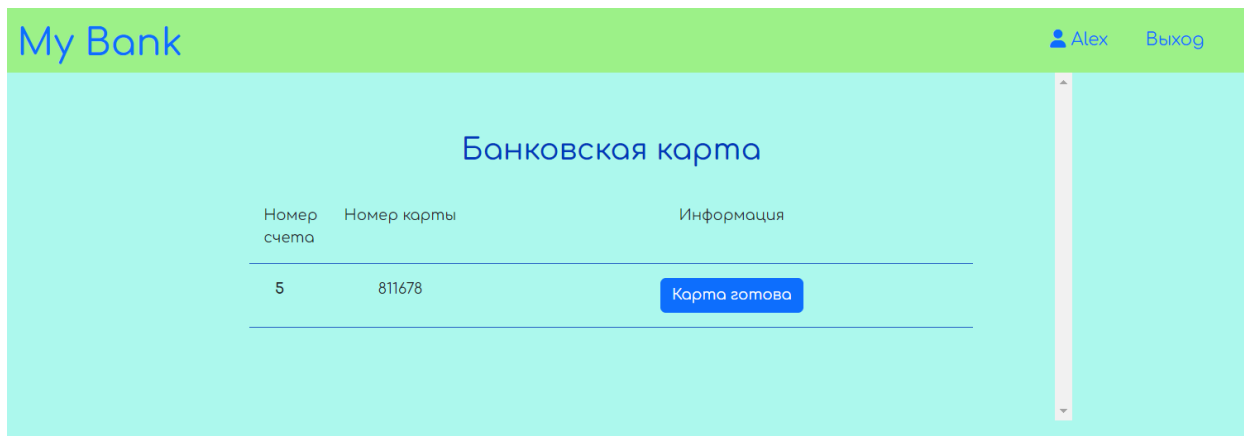 My Bank
Alex Выход
Банковская карта
Номер счета Номер карты Информация
5 811678 Карта готова